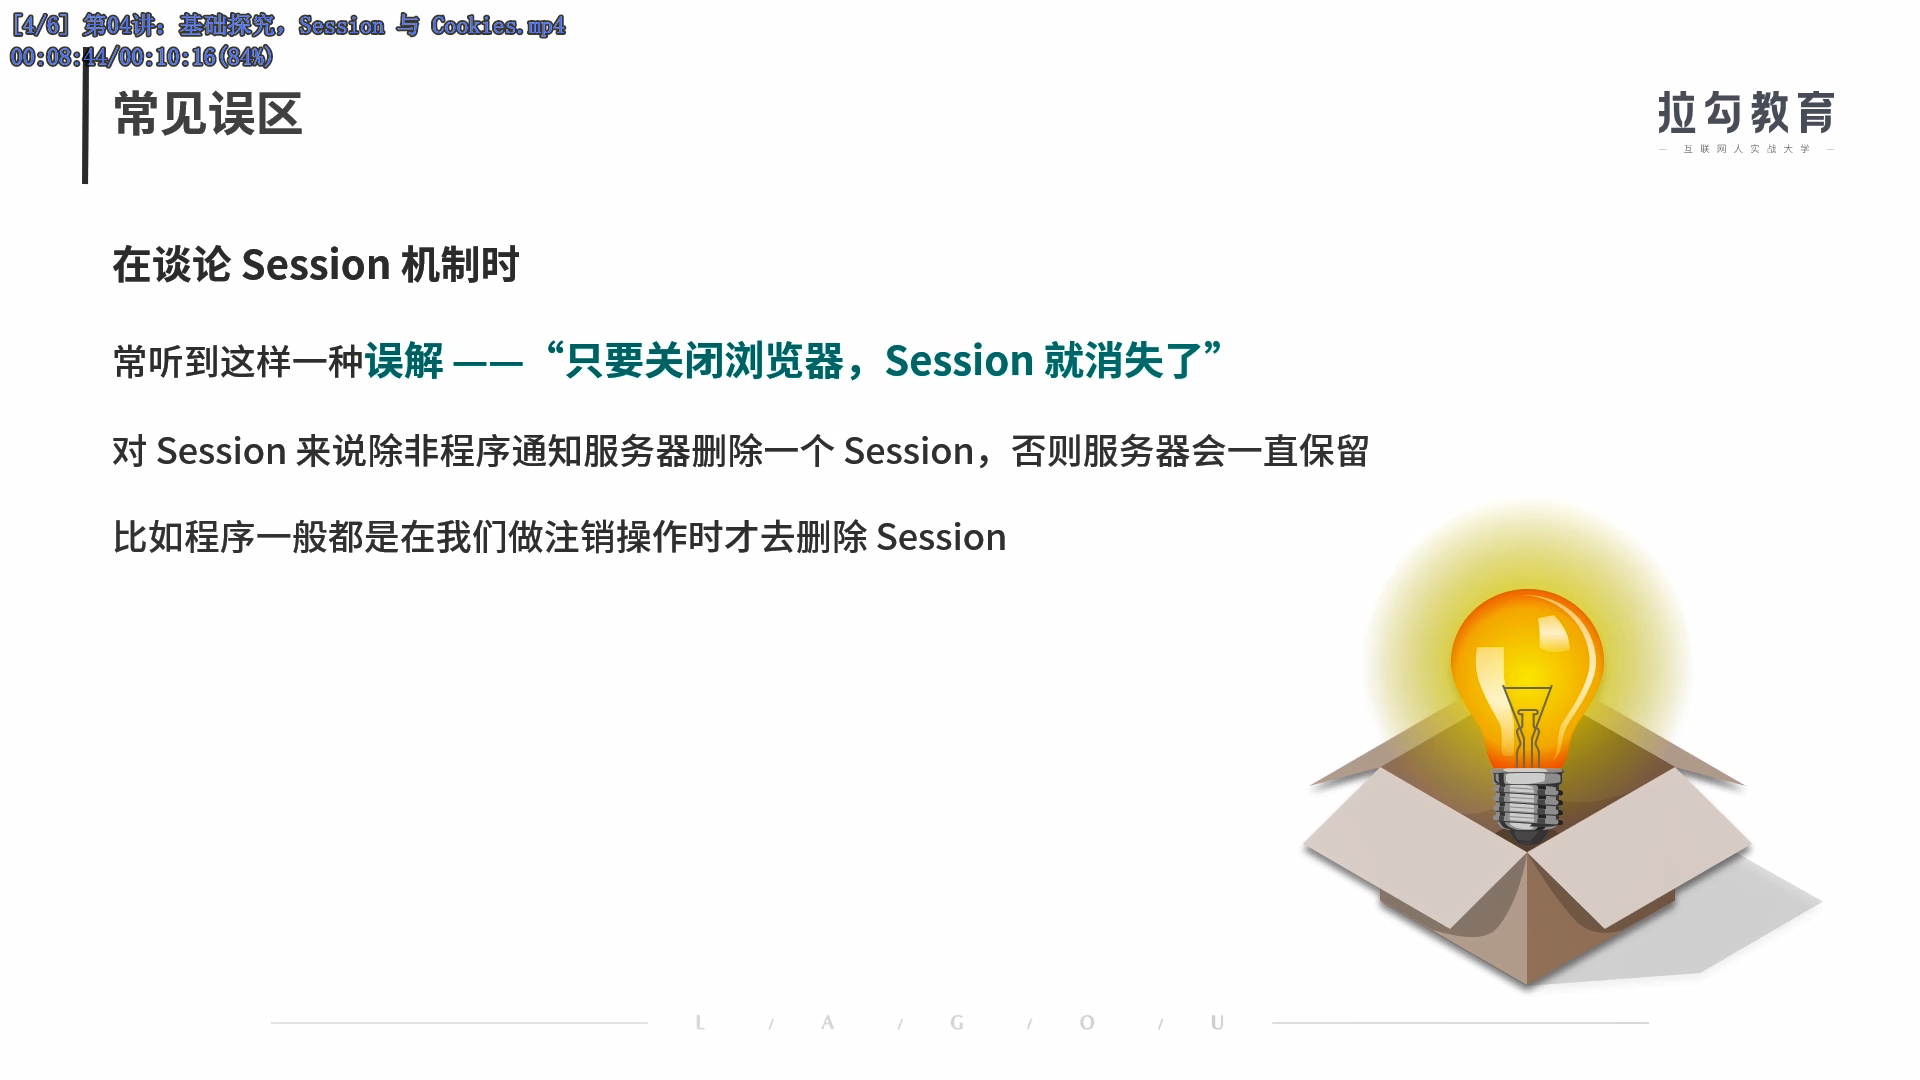 [4/6] 第04讲：基础探究，Session 与 Cookies.mp4
00:08:44/00:10:16(84%)
常见误区
拉勾教育
— 互联网人实战大学 —
在谈论 Session 机制时
常听到这样一种误解 ——“只要关闭浏览器，Session 就消失了”
对 Session 来说除非程序通知服务器删除一个 Session，否则服务器会一直保留
比如程序一般都是在我们做注销操作时才去删除 Session
L / A / G / O / U